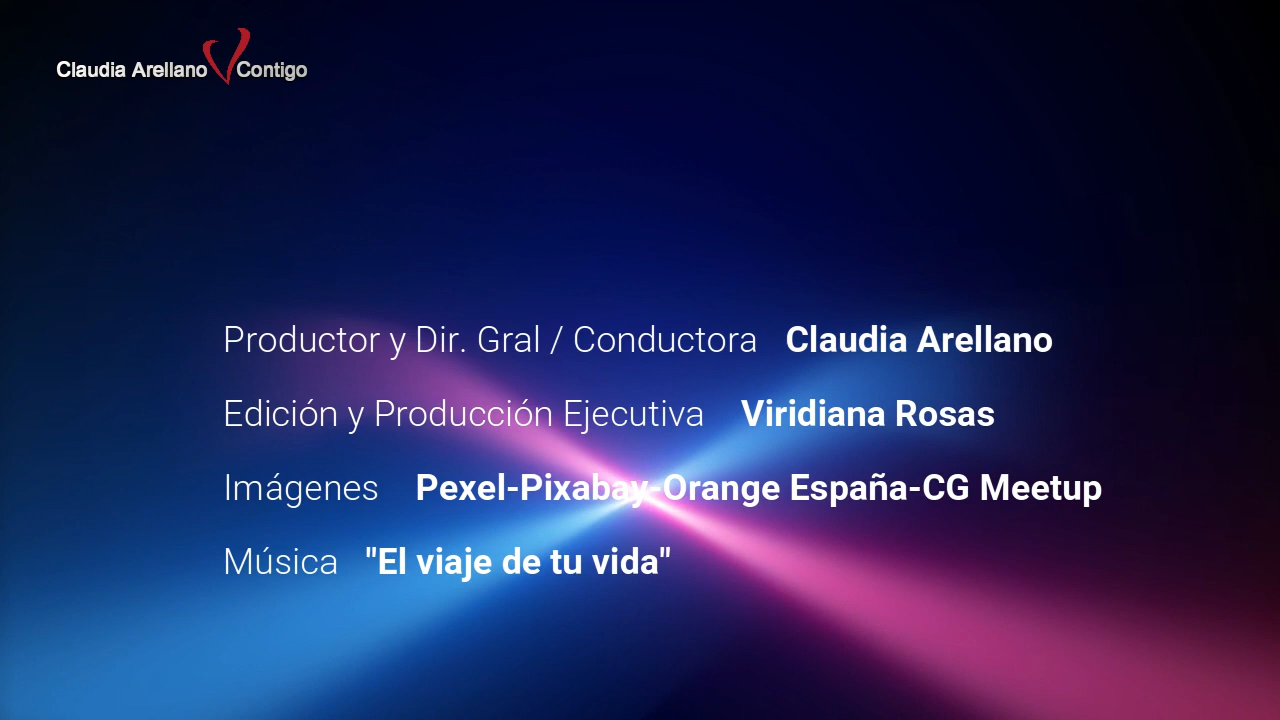 Claudia Arellano Contigo
Productor y Dir. Gral / Conductora Claudia Arellano
Edición y Producción Ejecutiva Viridiana Rosas
Imágenes Pexel-Pixabay-Orange España-CG Meetup
Música "El viaje de tu vida"